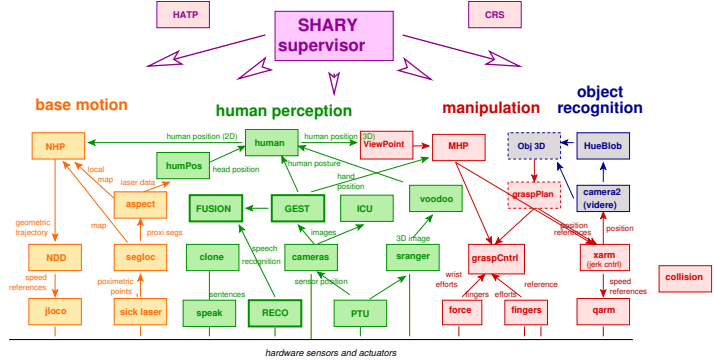 HATP
SHARY
supervisor
CRS
base motion
human perception
manipulation
object
recognition
human position (2D)
human position (3D)
NHP
human
ViewPoint
MHP
Obj 3D
HueBlob
humPos
head position
human posture
local
map
laser data
hand
position
aspect
FUSION
GEST
ICU
voodoo
graspPlan
camera2
(videre)
geometric
trajectory
map
proxi segs
speech
recognition
images
3D image
position
references
position
NDD
segloc
clone
cameras
sranger
graspCntrl
xarm
(jerk cntrl)
collision
speed
references
poximetric
points
sentences
sensor position
wrist
efforts
fingers
efforts
reference
speed
references
jloco
sick laser
speak
RECO
PTU
force
fingers
qarm
hardware sensors and actuators